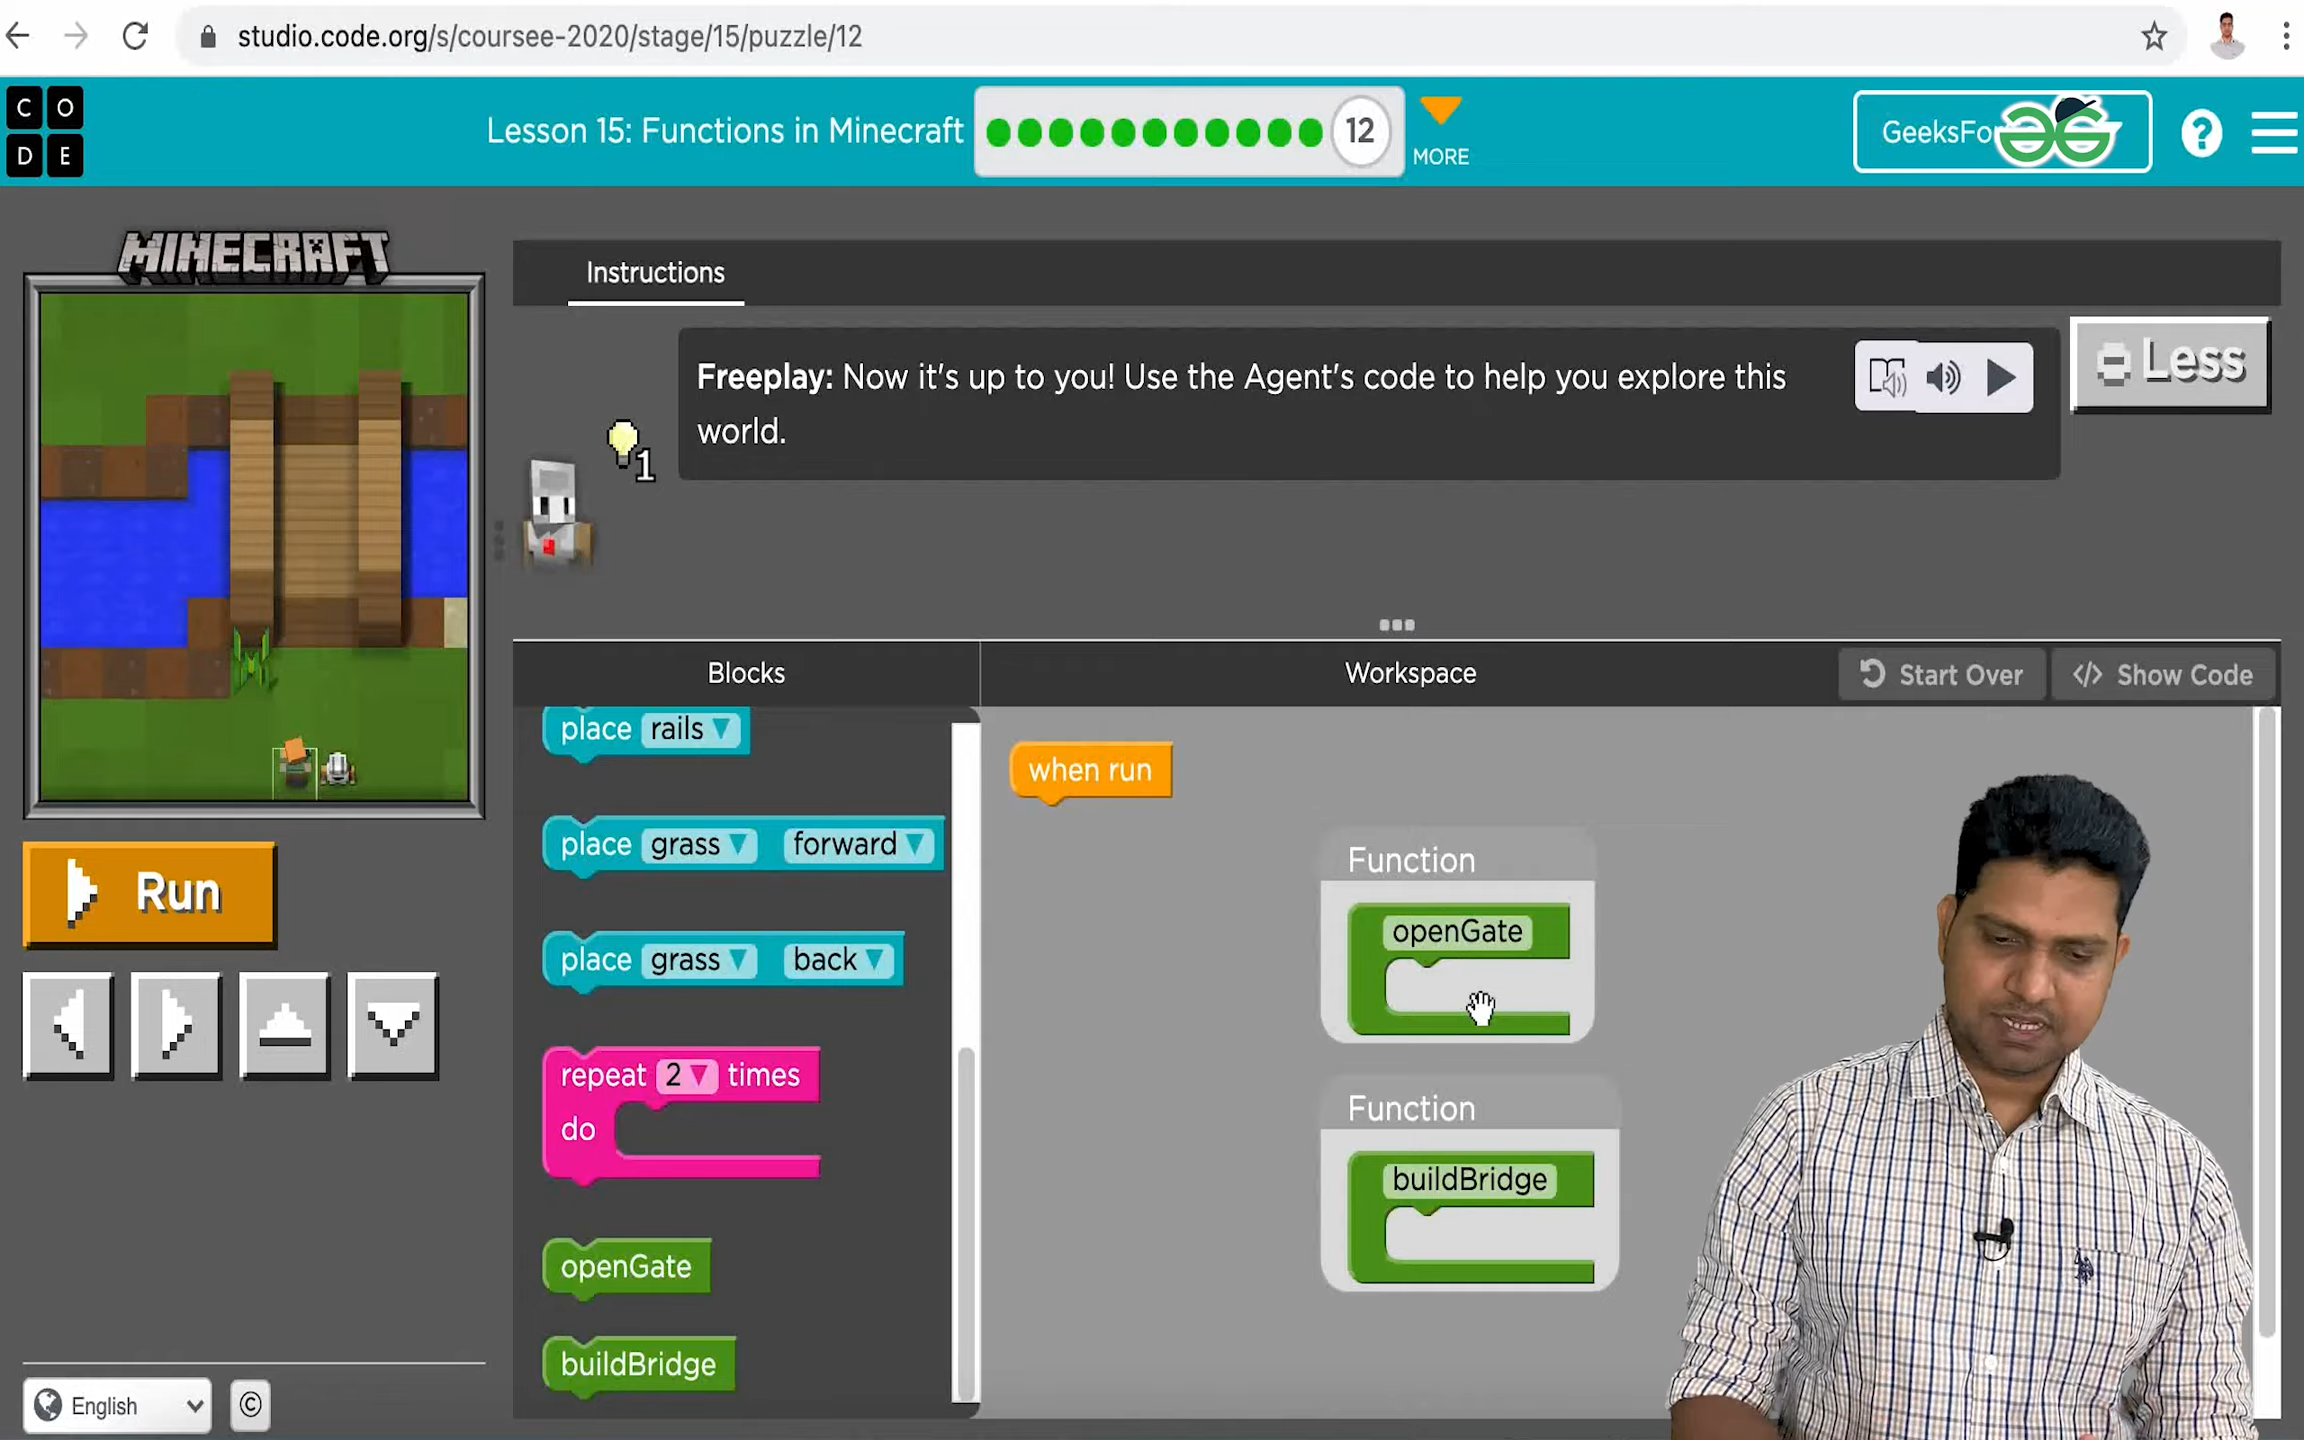 studio.code.org/s/coursee-2020/stage/15/puzzle/12
C O
D E
Lesson 15: Functions in Minecraft
12
MORE
GeeksFo
?
MINECRAFT
Instructions
Freeplay: Now it's up to you! Use the Agent's code to help you explore this
world.
Less
1
Blocks
Workspace
Start Over
</> Show Code
place rails
place grass forward
place grass back
repeat 2 times
do
openGate
buildBridge
when run
Function
openGate
Function
buildBridge
Run
English
©